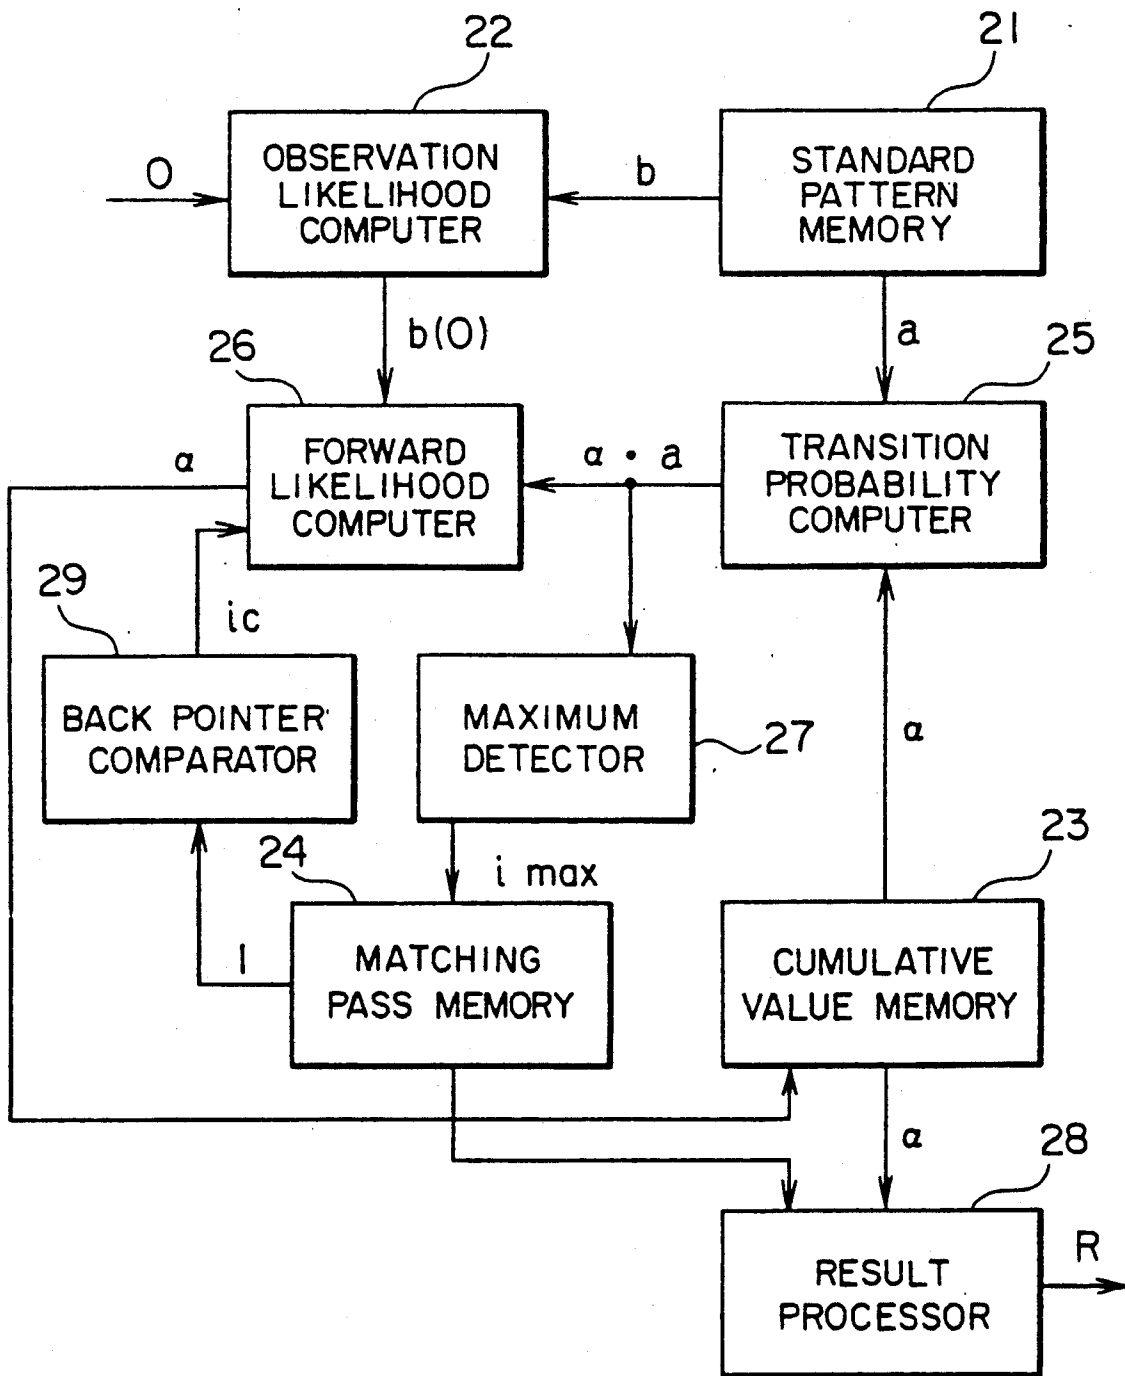 22
21
OBSERVATION
LIKELIHOOD
COMPUTER
STANDARD
PATTERN
MEMORY
O
b
b(O)
a
26
25
FORWARD
LIKELIHOOD
COMPUTER
TRANSITION
PROBABILITY
COMPUTER
α
α • a
29
ic
BACK POINTER
COMPARATOR
MAXIMUM
DETECTOR
27
α
24
i max
23
I
MATCHING
PASS MEMORY
CUMULATIVE
VALUE MEMORY
α
28
RESULT
PROCESSOR
R